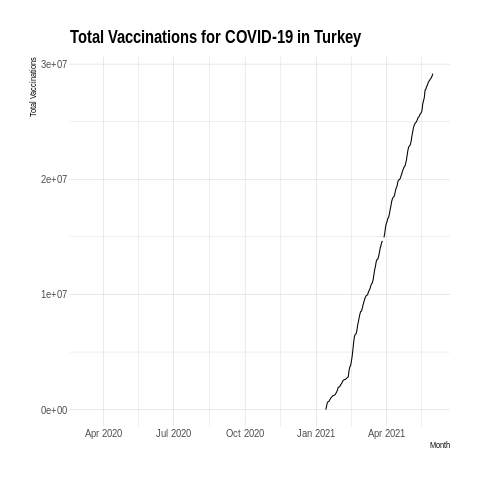 Total Vaccinations for COVID-19 in Turkey
Total Vaccinations
3e+07
2e+07
1e+07
0e+00
Apr 2020 Jul 2020 Oct 2020 Jan 2021 Apr 2021
Month